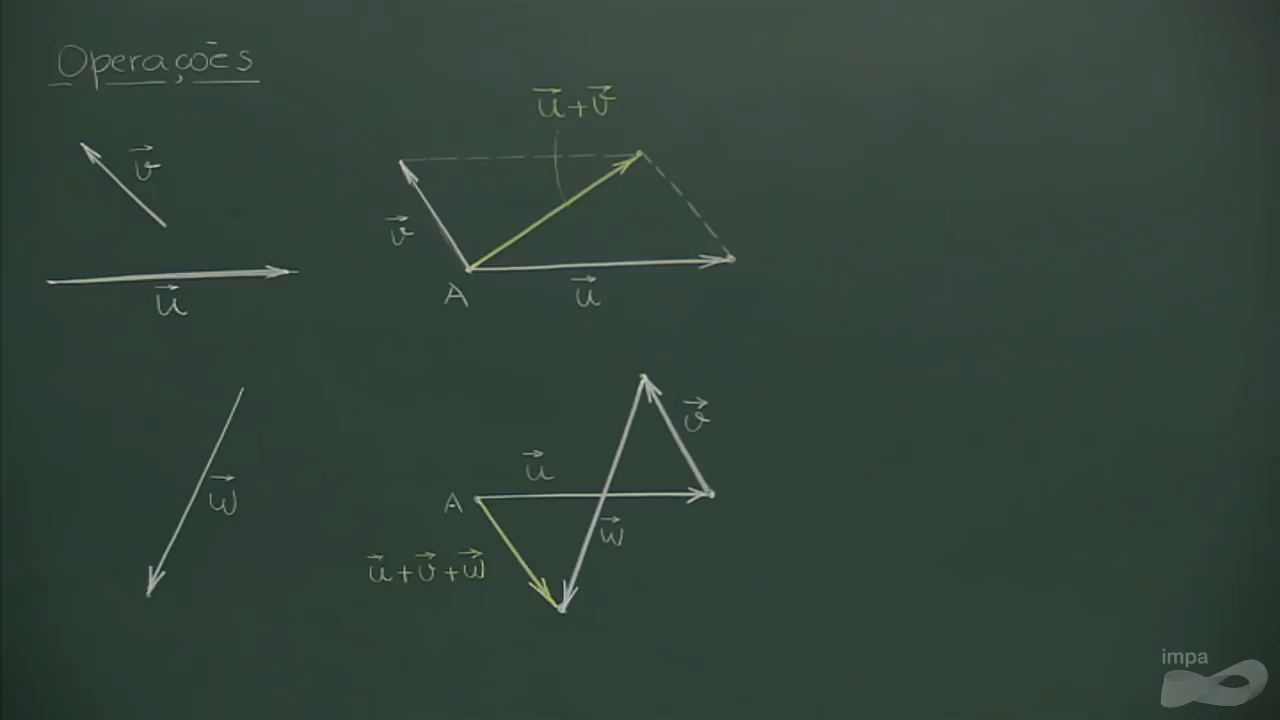 Operações
v⃗
u⃗
u⃗+v⃗
v⃗
A
u⃗
w⃗
v⃗
u⃗
A
w⃗
u⃗+v⃗+w⃗
impa